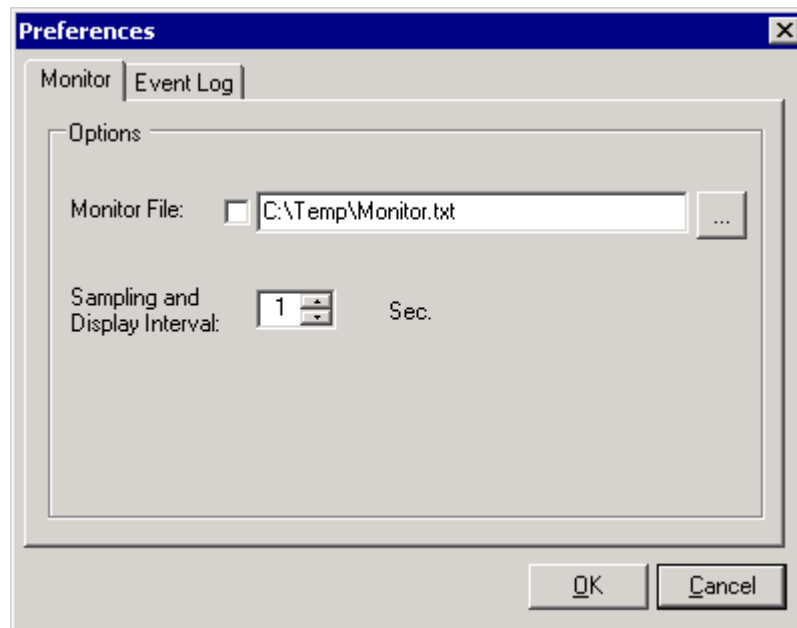 Preferences
Monitor Event Log
Options
Monitor File: C:\Temp\Monitor.txt ...
Sampling and
Display Interval: 1 Sec.
OK Cancel